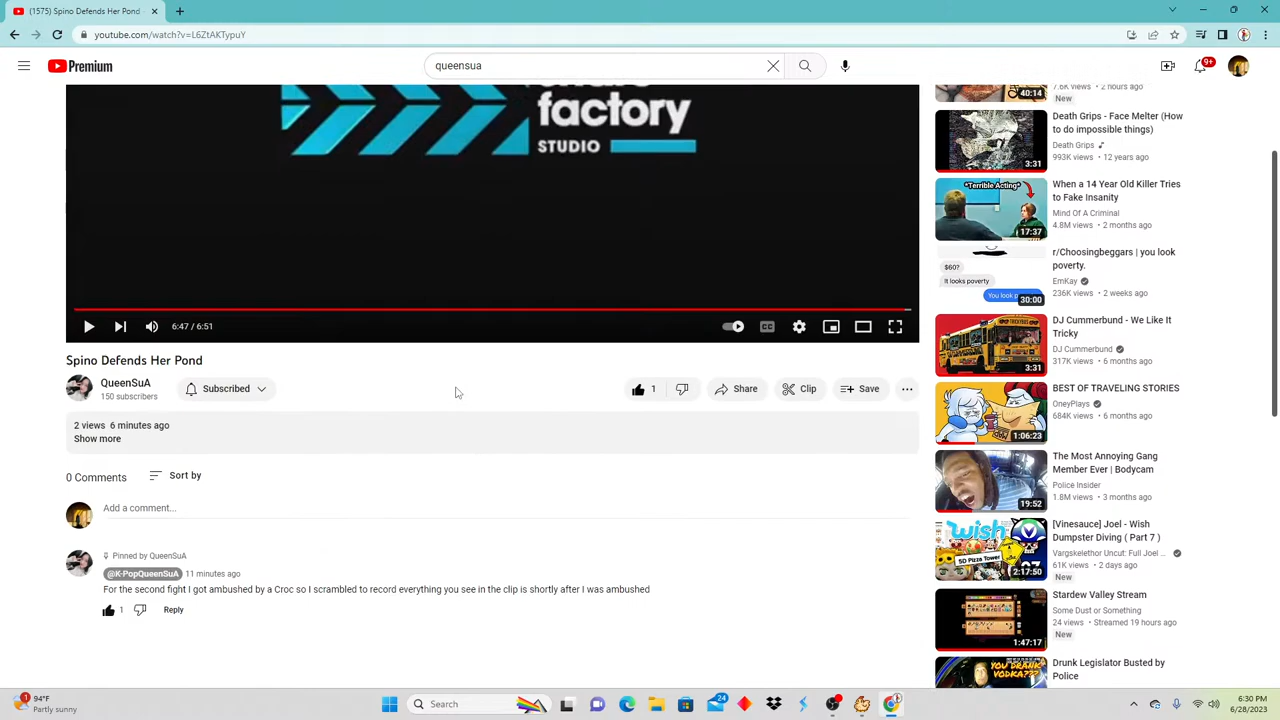 (1575) Spino Defends Her Pond
youtube.com/watch?v=L6ZtAKTypuY
Premium
queensua
9+
factory
STUDIO
6:47 / 6:51
CC
Spino Defends Her Pond
QueenSuA
150 subscribers
Subscribed
1
Share
Clip
Save
2 views 6 minutes ago
Show more
0 Comments
Sort by
Add a comment...
Pinned by QueenSuA
@K-PopQueenSuA 11 minutes ago
For the second fight I got ambushed by a Croc so I scrambled to record everything you see in the clip is shortly after I was ambushed
1
Reply
40:14
7.6K views • 2 hours ago
New
3:31
Death Grips - Face Melter (How
to do impossible things)
Death Grips
993K views • 12 years ago
*Terrible Acting*
17:37
When a 14 Year Old Killer Tries
to Fake Insanity
Mind Of A Criminal
4.8M views • 2 months ago
$60?
It looks poverty
You look
30:00
r/Choosingbeggars | you look
poverty.
EmKay
236K views • 2 weeks ago
3:31
DJ Cummerbund - We Like It
Tricky
DJ Cummerbund
317K views • 6 months ago
1:06:23
BEST OF TRAVELING STORIES
OneyPlays
684K views • 6 months ago
19:52
The Most Annoying Gang
Member Ever | Bodycam
Police Insider
1.8M views • 3 months ago
wish
5D PIZZA TOWER
2:17:50
[Vinesauce] Joel - Wish
Dumpster Diving ( Part 7 )
Vargskelethor Uncut: Full Joel ...
61K views • 2 days ago
New
1:47:17
Stardew Valley Stream
Some Dust or Something
24 views • Streamed 19 hours ago
New
YOU DRANK
VODKA???
Drunk Legislator Busted by
Police
1
94°F
Partly sunny
Search
24
6:30 PM
6/28/2023